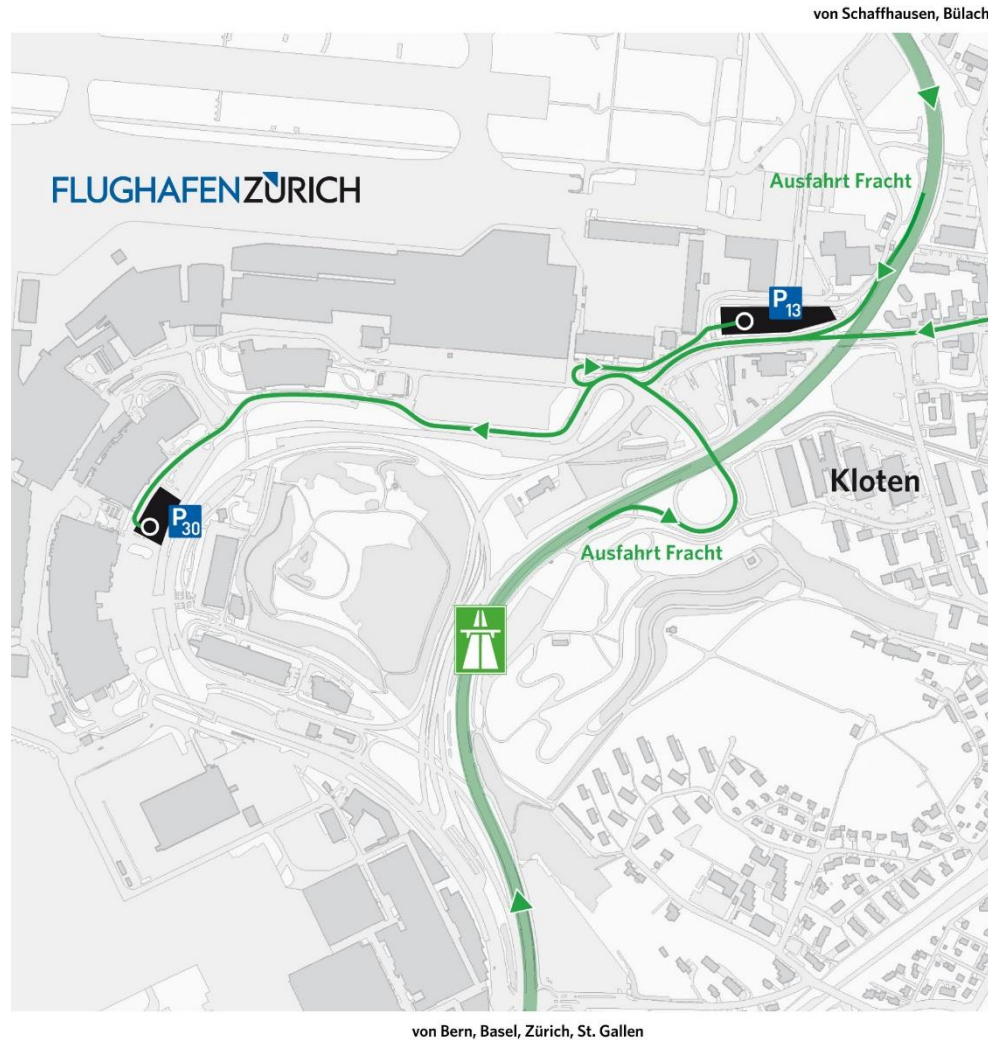 von Schaffhausen, Bülach
FLUGHAFENZÜRICH
Ausfahrt Fracht
P13
Kloten
P30
Ausfahrt Fracht
von Bern, Basel, Zürich, St. Gallen